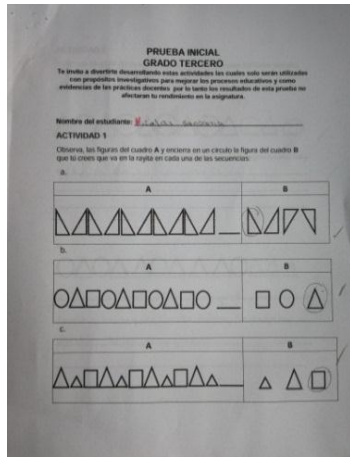 PRUEBA INICIAL
GRADO TERCERO
Te invito a divertirte desarrollando estas actividades las cuales solo serán utilizadas
con propósitos investigativos para mejorar los procesos educativos y como
evidencias de las prácticas docentes por lo tanto los resultados de esta prueba no
afectaran tu rendimiento en la asignatura.
Nombre del estudiante:
ACTIVIDAD 1
Observa, las figuras del cuadro A y encierra en un círculo la figura del cuadro B
que tú crees que va en la rayita en cada una de las secuencias:
a.
A B
b.
A B
c.
A B